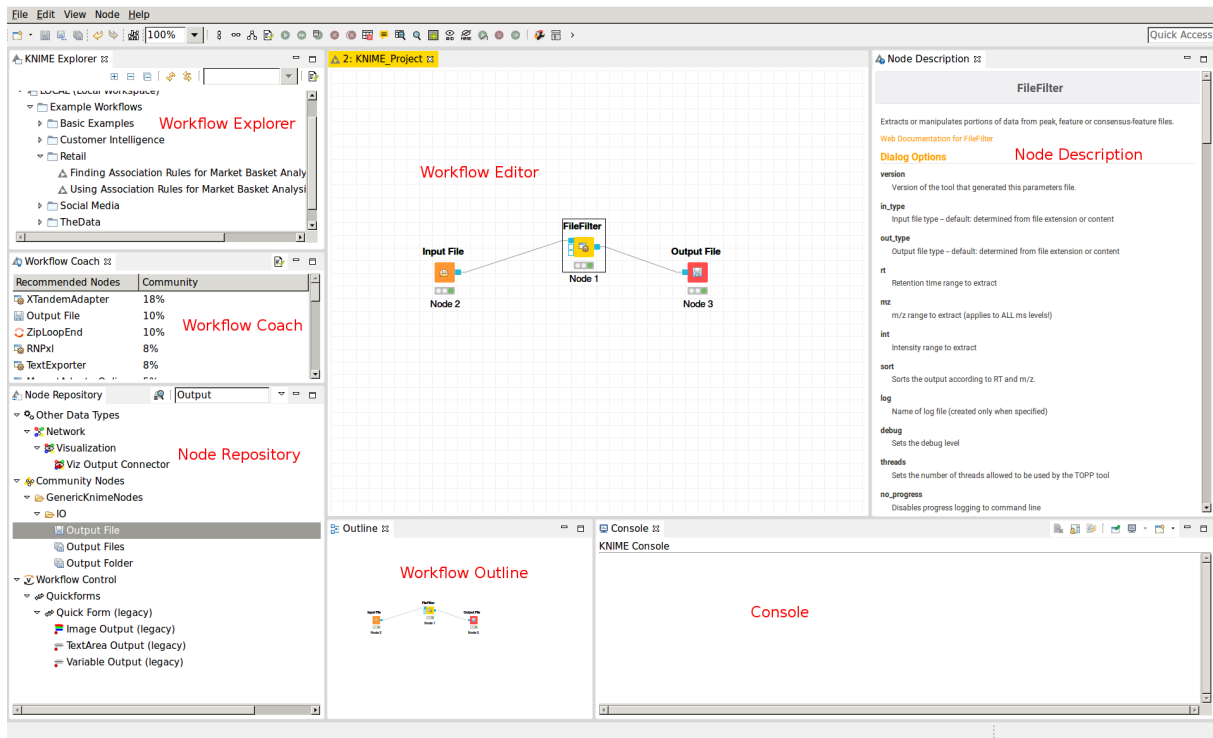 File Edit View Node Help
100%
Quick Access
KNIME Explorer
LOCAL (Local Workspace)
Example Workflows
Basic Examples
Workflow Explorer
Customer Intelligence
Retail
Finding Association Rules for Market Basket Analy
Using Association Rules for Market Basket Analysi
Social Media
TheData
Workflow Coach
Recommended Nodes Community
XTandemAdapter 18%
Output File 10%
ZipLoopEnd 10%
RNPxl 8%
TextExporter 8%
Workflow Coach
Node Repository
Output
Other Data Types
Network
Visualization
Viz Output Connector
Node Repository
Community Nodes
GenericKnimeNodes
IO
Output File
Output Files
Output Folder
Workflow Control
Quickforms
Quick Form (legacy)
Image Output (legacy)
TextArea Output (legacy)
Variable Output (legacy)
2: KNIME_Project
Workflow Editor
Input File
Node 2
FileFilter
Node 1
Output File
Node 3
Outline
Workflow Outline
Input File
Node 2
FileFilter
Node 1
Output File
Node 3
Console
KNIME Console
Console
Node Description
FileFilter
Extracts or manipulates portions of data from peak, feature or consensus-feature files.
Web Documentation for FileFilter
Dialog Options
Node Description
version
Version of the tool that generated this parameters file.
in_type
Input file type -- default: determined from file extension or content
out_type
Output file type -- default: determined from file extension or content
rt
Retention time range to extract
mz
m/z range to extract (applies to ALL ms levels!)
int
Intensity range to extract
sort
Sorts the output according to RT and m/z.
log
Name of log file (created only when specified)
debug
Sets the debug level
threads
Sets the number of threads allowed to be used by the TOPP tool
no_progress
Disables progress logging to command line